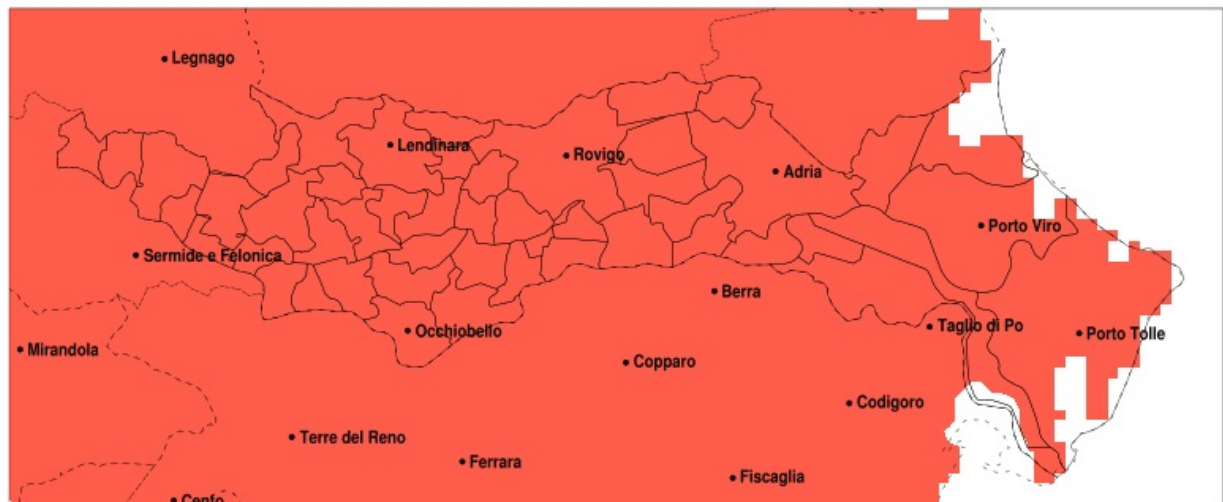 Legnago
Lendinara
Rovigo
Adria
Porto Viro
Sermide e Felonica
Berra
Taglio di Po
Occhiobello
Porto Tolle
Mirandola
Copparo
Codigoro
Terre del Reno
Ferrara
Fiscaglia
Cento